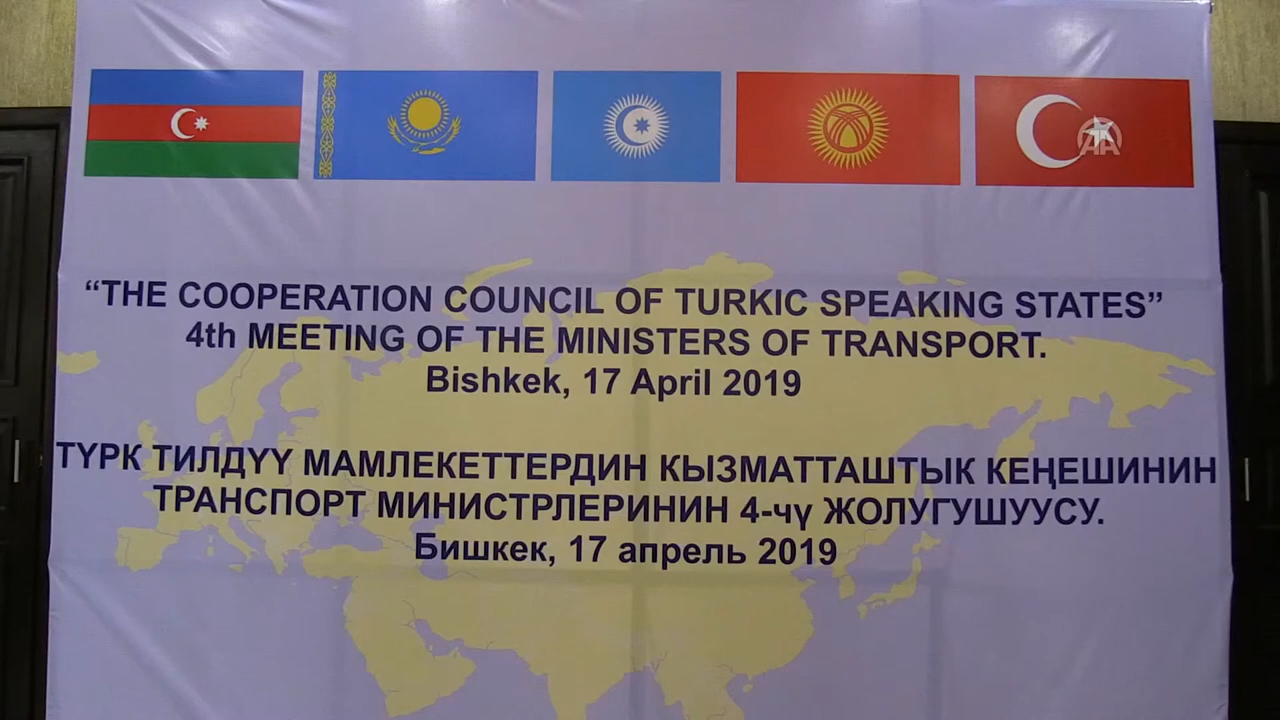 AA
“THE COOPERATION COUNCIL OF TURKIC SPEAKING STATES”
4th MEETING OF THE MINISTERS OF TRANSPORT.
Bishkek, 17 April 2019
ТҮРК ТИЛДҮҮ МАМЛЕКЕТТЕРДИН КЫЗМАТТАШТЫК КЕҢЕШИНИН
ТРАНСПОРТ МИНИСТРЛЕРИНИН 4-чү ЖОЛУГУШУУСУ.
Бишкек, 17 апрель 2019